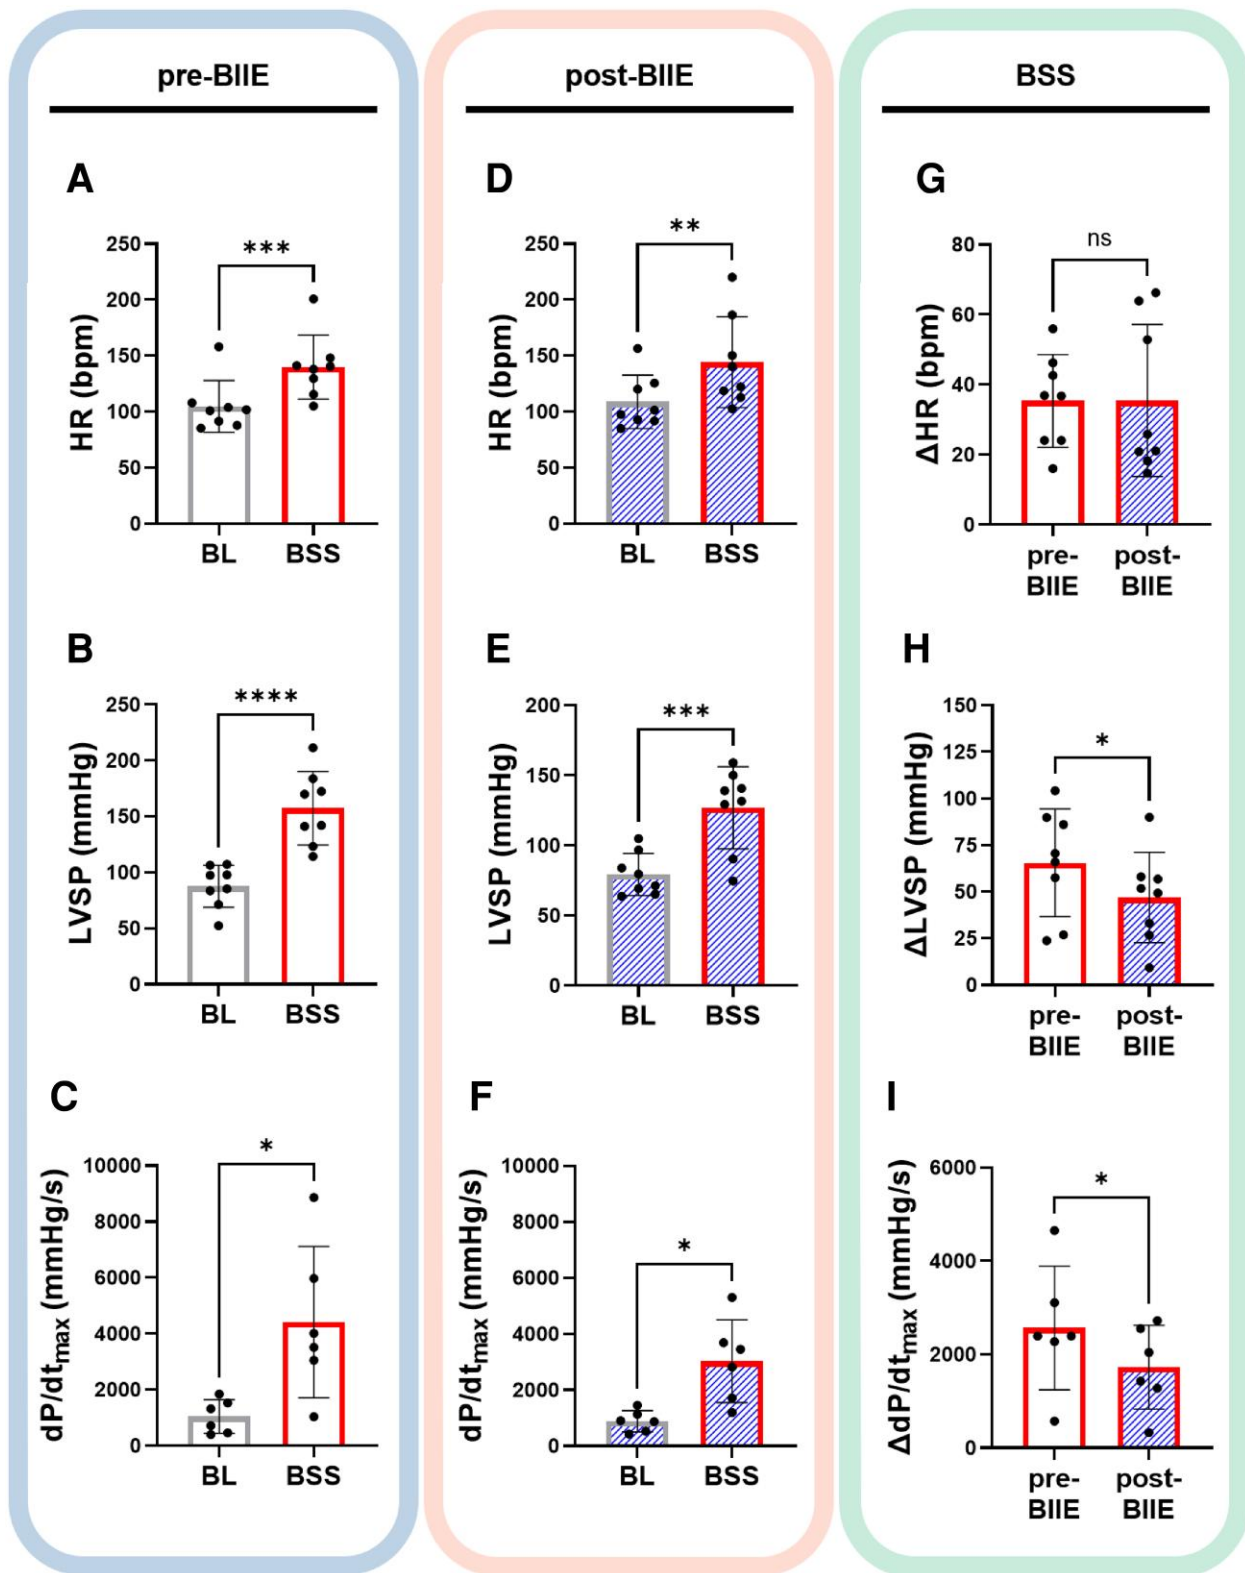 pre-BIIE
post-BIIE
BSS
A
HR (bpm)
250
200
150
100
50
0
***
BL
BSS
D
HR (bpm)
250
200
150
100
50
0
**
BL
BSS
G
ΔHR (bpm)
80
60
40
20
0
ns
pre-
BIIE
post-
BIIE
B
LVSP (mmHg)
250
200
150
100
50
0
****
BL
BSS
E
LVSP (mmHg)
200
150
100
50
0
***
BL
BSS
H
ΔLVSP (mmHg)
150
125
100
75
50
25
0
*
pre-
BIIE
post-
BIIE
C
dP/dtmax (mmHg/s)
10000
8000
6000
4000
2000
0
*
BL
BSS
F
dP/dtmax (mmHg/s)
10000
8000
6000
4000
2000
0
*
BL
BSS
I
ΔdP/dtmax (mmHg/s)
6000
4000
2000
0
*
pre-
BIIE
post-
BIIE